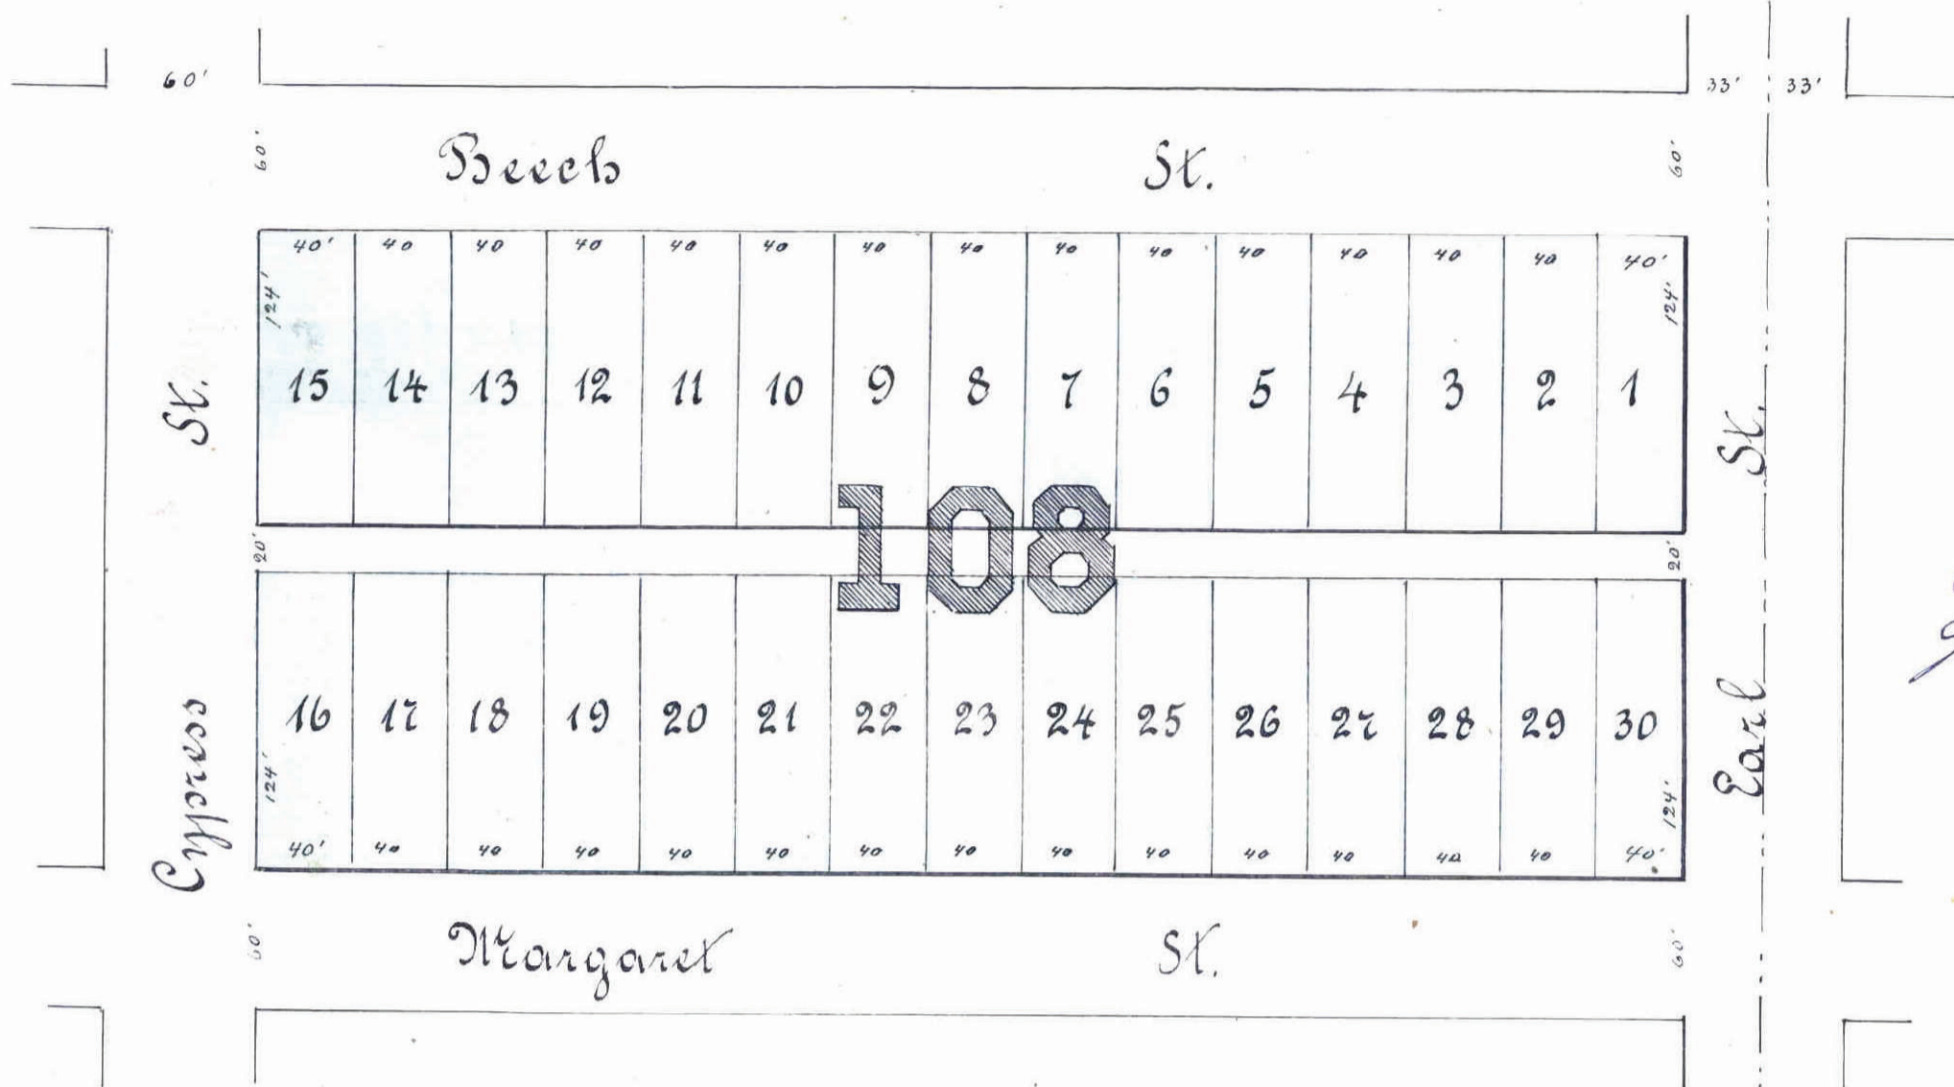 60' 33' 33'
60' Beech St. 60'
40' 40 40 40 40 40 40 40 40 40 40 40 40 40 40'
124' 124'
15 14 13 12 11 10 9 8 7 6 5 4 3 2 1
St. St.
20' 108 20'
16 17 18 19 20 21 22 23 24 25 26 27 28 29 30
Cypress Earl
124' 124'
40' 40 40 40 40 40 40 40 40 40 40 40 40 40 40'
60' Margaret St. 60'